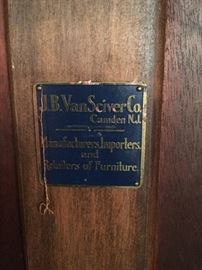 J.B. Van Sciver Co.
Camden N.J.
Manufacturers, Importers,
and
Retailers of Furniture.